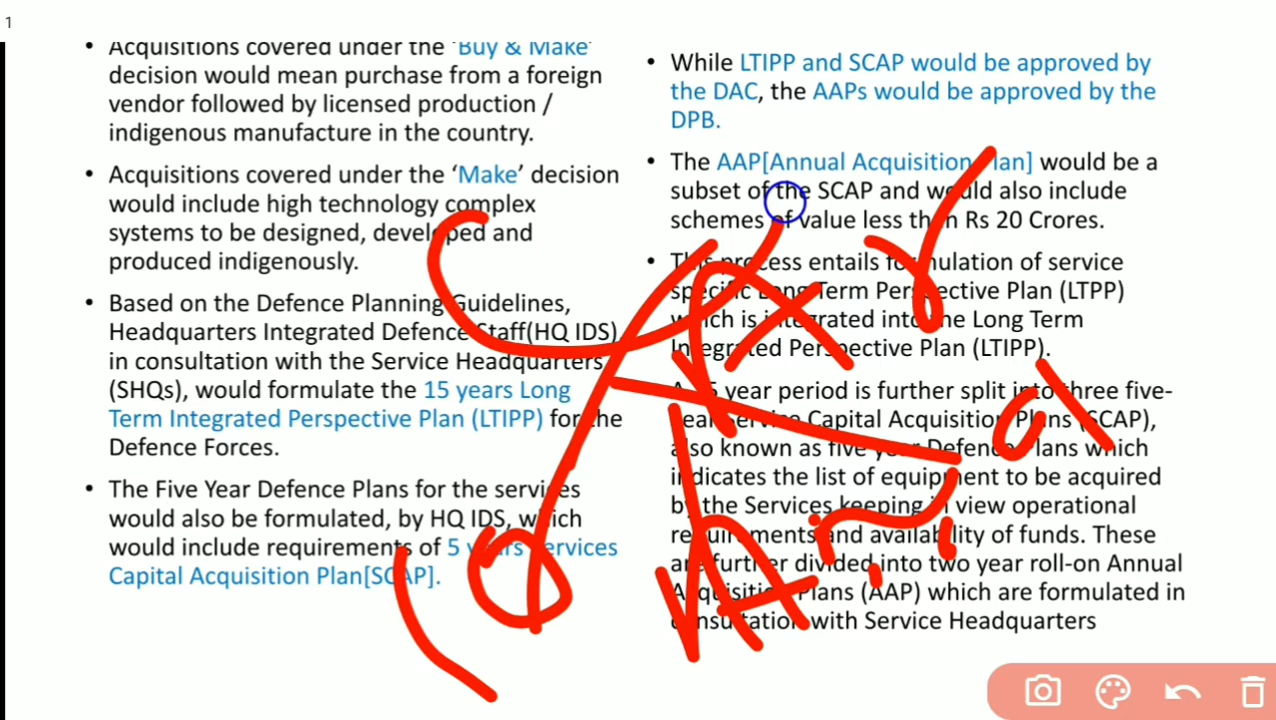 1
Acquisitions covered under the 'Buy & Make'
decision would mean purchase from a foreign
vendor followed by licensed production /
indigenous manufacture in the country.
• Acquisitions covered under the 'Make' decision
would include high technology complex
systems to be designed, developed and
produced indigenously.
• Based on the Defence Planning Guidelines,
Headquarters Integrated Defence Staff(HQ IDS)
in consultation with the Service Headquarters
(SHQs), would formulate the 15 years Long
Term Integrated Perspective Plan (LTIPP) for the
Defence Forces.
• The Five Year Defence Plans for the services
would also be formulated, by HQ IDS, which
would include requirements of 5 years Services
Capital Acquisition Plan[SCAP].
• While LTIPP and SCAP would be approved by
the DAC, the AAPs would be approved by the
DPB.
• The AAP[Annual Acquisition Plan] would be a
subset of the SCAP and would also include
schemes of value less than Rs 20 Crores.
• This process entails formulation of service
specific Long Term Perspective Plan (LTPP)
which is integrated into the Long Term
Integrated Perspective Plan (LTIPP).
• A 15 year period is further split into three five-
year Service Capital Acquisition Plans (SCAP),
also known as five year Defence Plans which
indicates the list of equipment to be acquired
by the Services keeping in view operational
requirements and availability of funds. These
are further divided into two year roll-on Annual
Acquisition Plans (AAP) which are formulated in
consultation with Service Headquarters